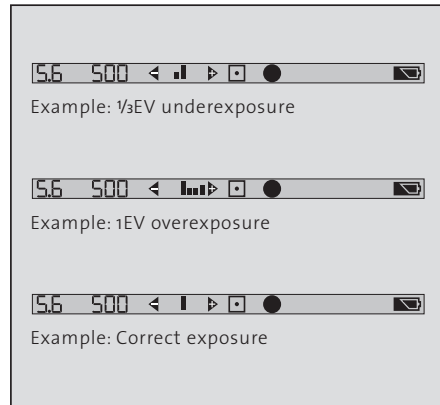 5.6 500
Example: ⅓EV underexposure
5.6 500
Example: 1EV overexposure
5.6 500
Example: Correct exposure